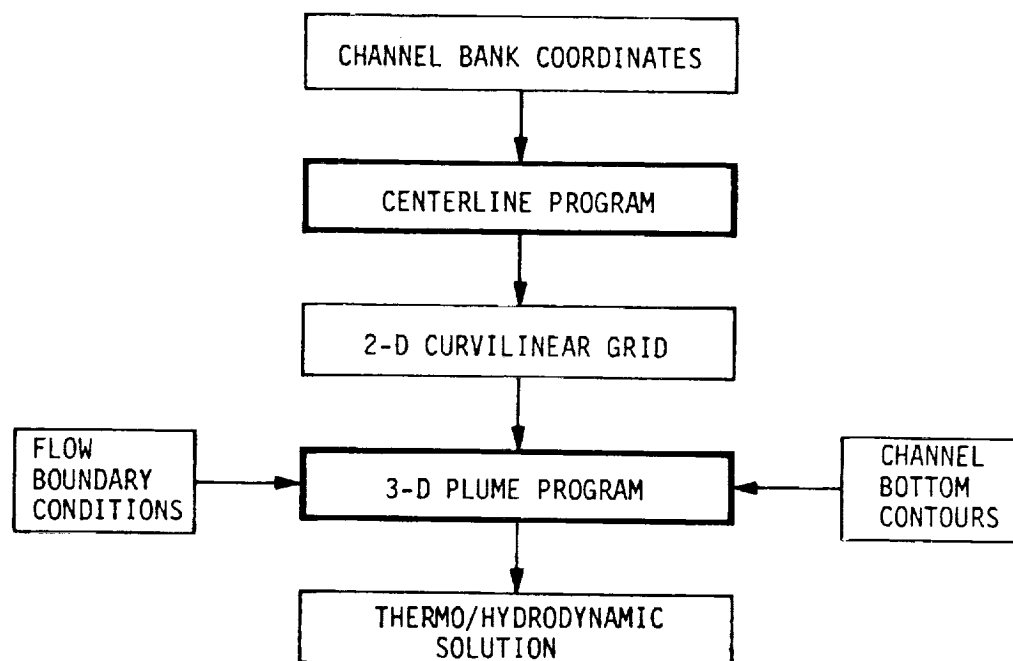 CHANNEL BANK COORDINATES
CENTERLINE PROGRAM
2-D CURVILINEAR GRID
FLOW
BOUNDARY
CONDITIONS
3-D PLUME PROGRAM
CHANNEL
BOTTOM
CONTOURS
THERMO/HYDRODYNAMIC
SOLUTION